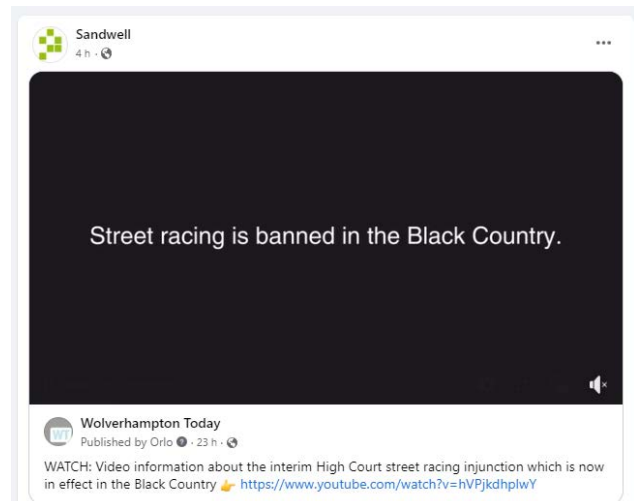 Sandwell
4 h ·
Street racing is banned in the Black Country.
WT
Wolverhampton Today
Published by Orlo · 23 h ·
WATCH: Video information about the interim High Court street racing injunction which is now
in effect in the Black Country 👉 https://www.youtube.com/watch?v=hVPjkdhplwY